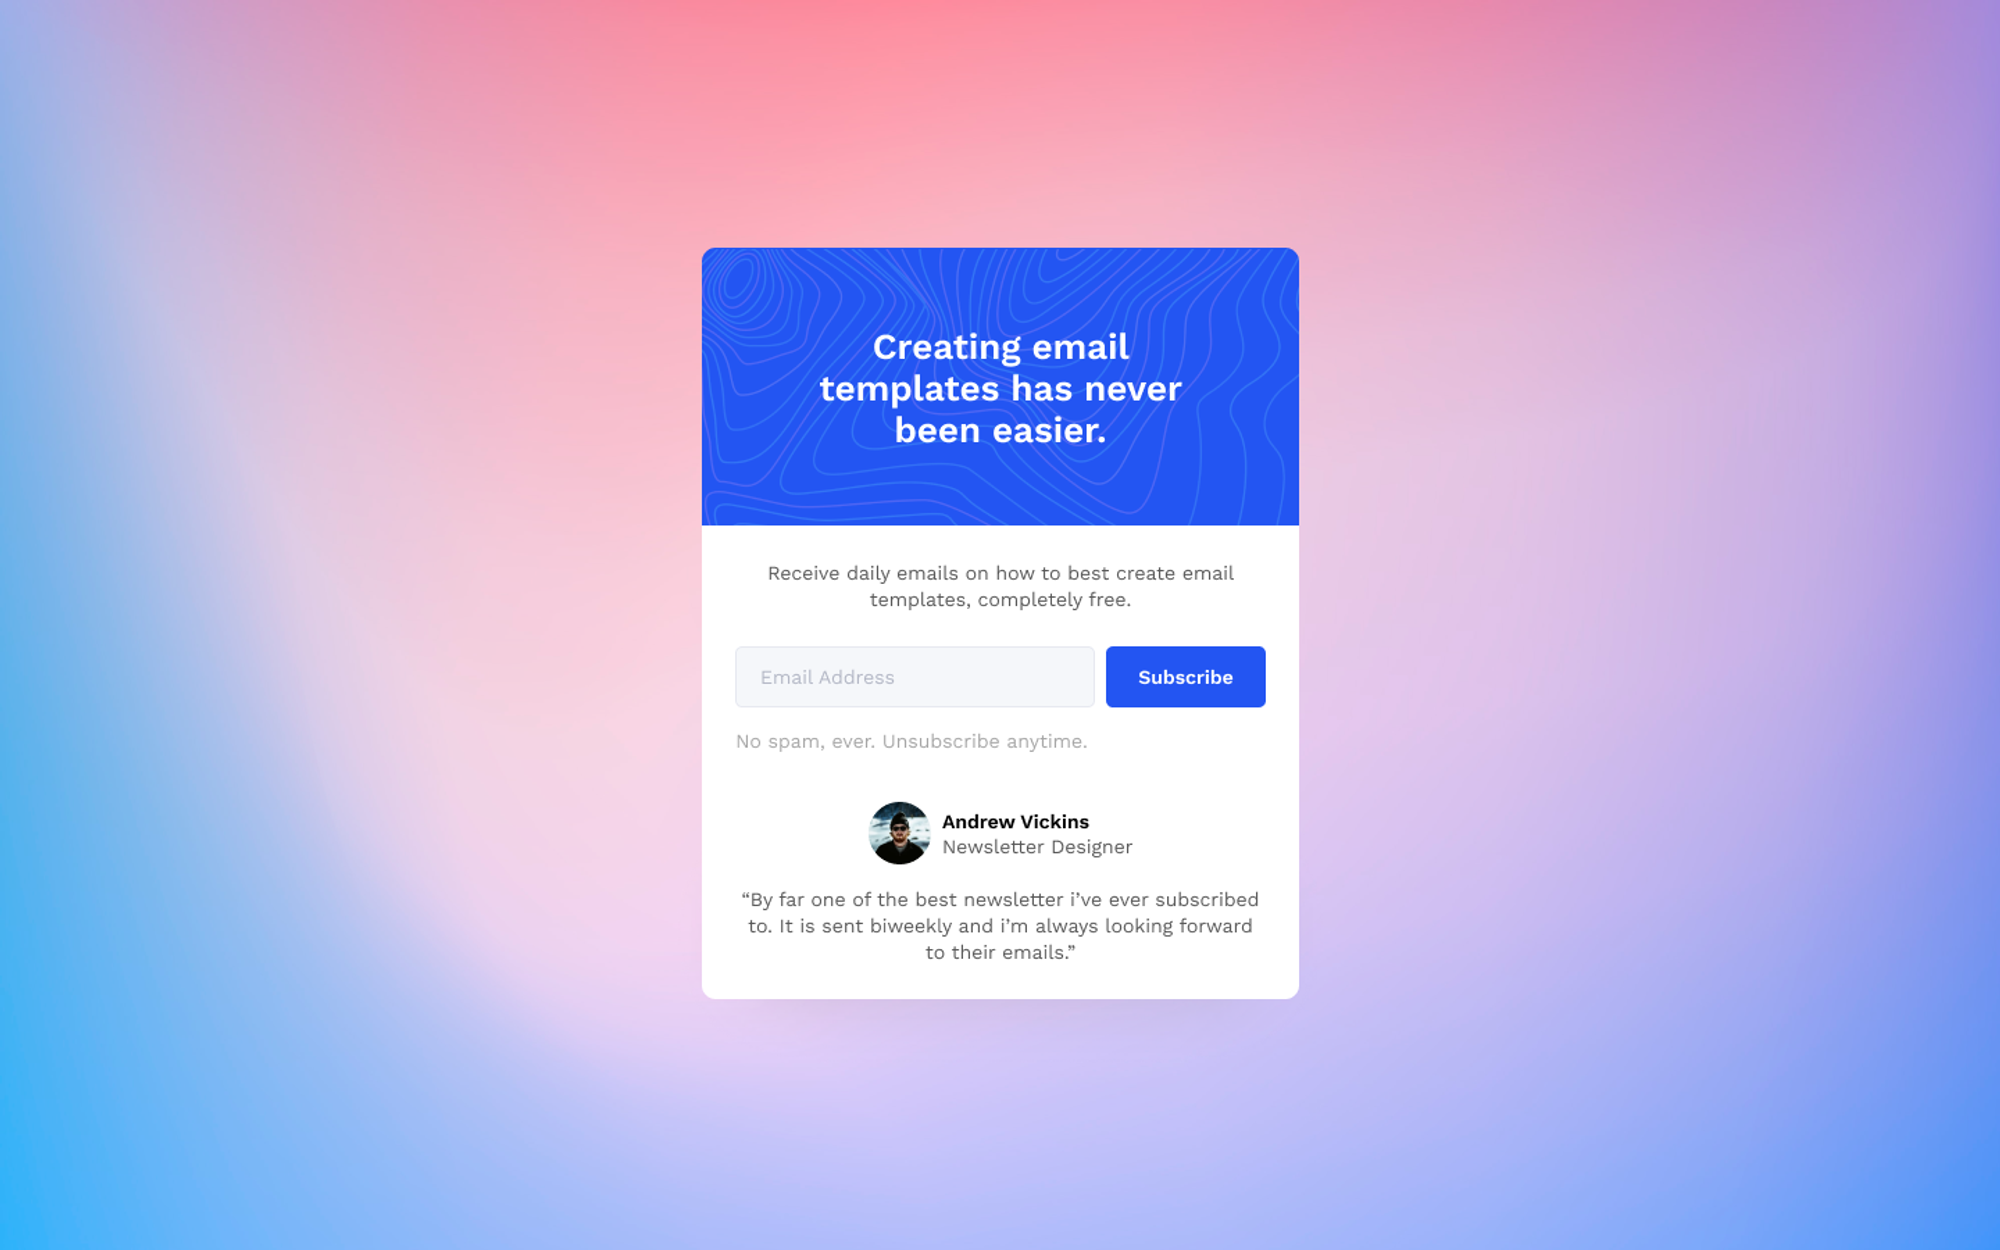 Creating email
templates has never
been easier.
Receive daily emails on how to best create email
templates, completely free.
Email Address
Subscribe
No spam, ever. Unsubscribe anytime.
Andrew Vickins
Newsletter Designer
“By far one of the best newsletter i’ve ever subscribed
to. It is sent biweekly and i’m always looking forward
to their emails.”